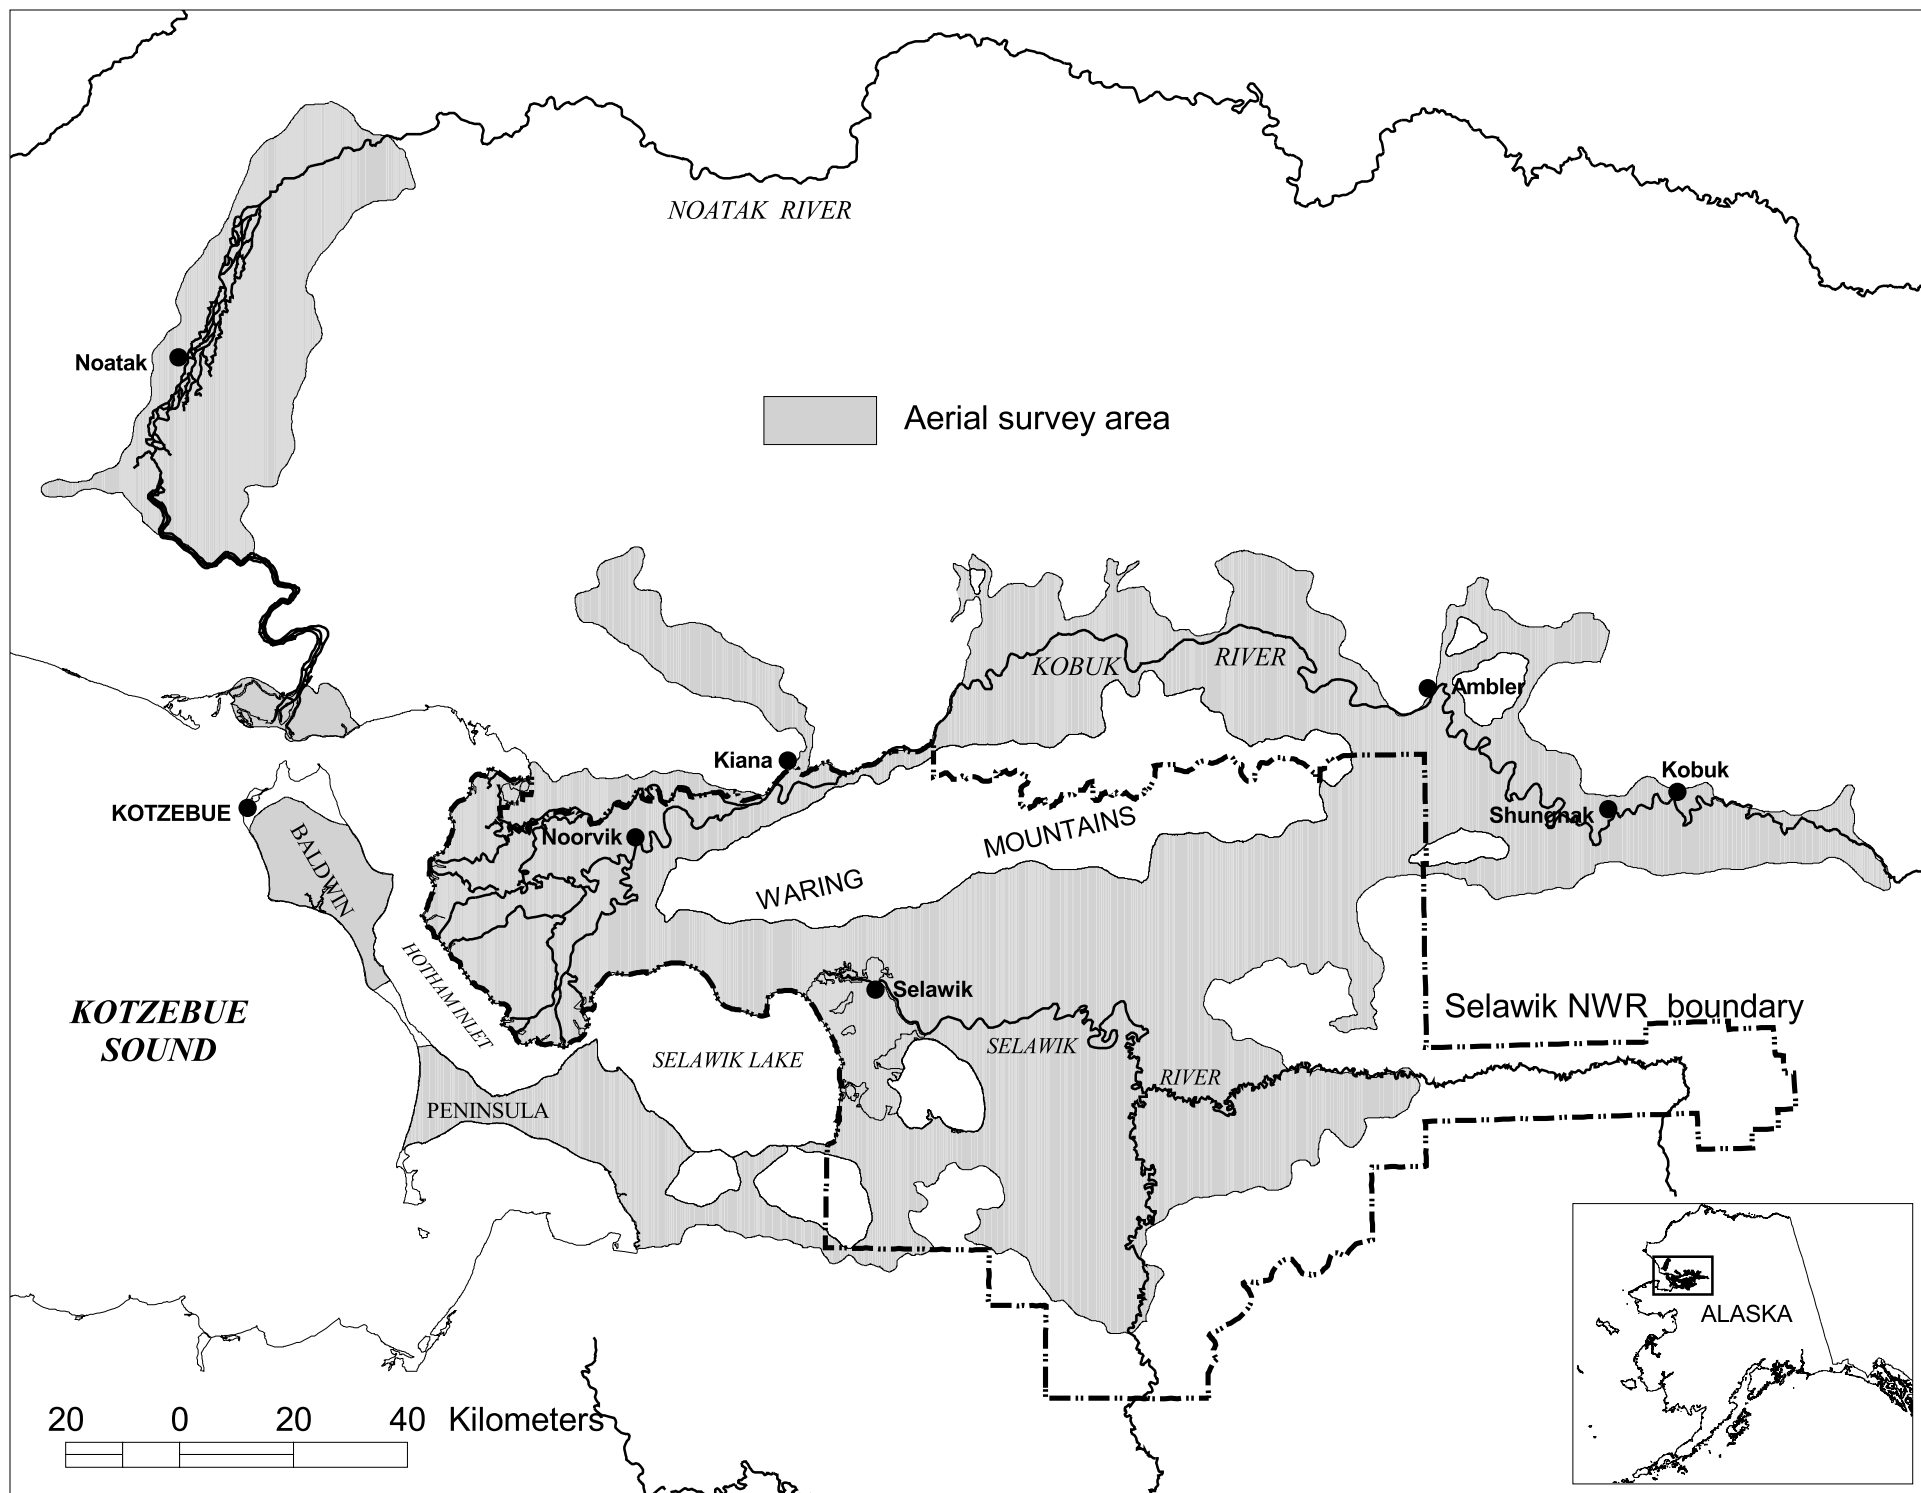 NOATAK RIVER
Noatak
Aerial survey area
KOBUK
RIVER
Ambler
Kiana
Kobuk
KOTZEBUE
Shungnak
BALDWIN
Noorvik
MOUNTAINS
WARING
HOTHAM INLET
Selawik
KOTZEBUE
SOUND
Selawik NWR boundary
SELAWIK LAKE
SELAWIK
RIVER
PENINSULA
ALASKA
20 0 20 40 Kilometers